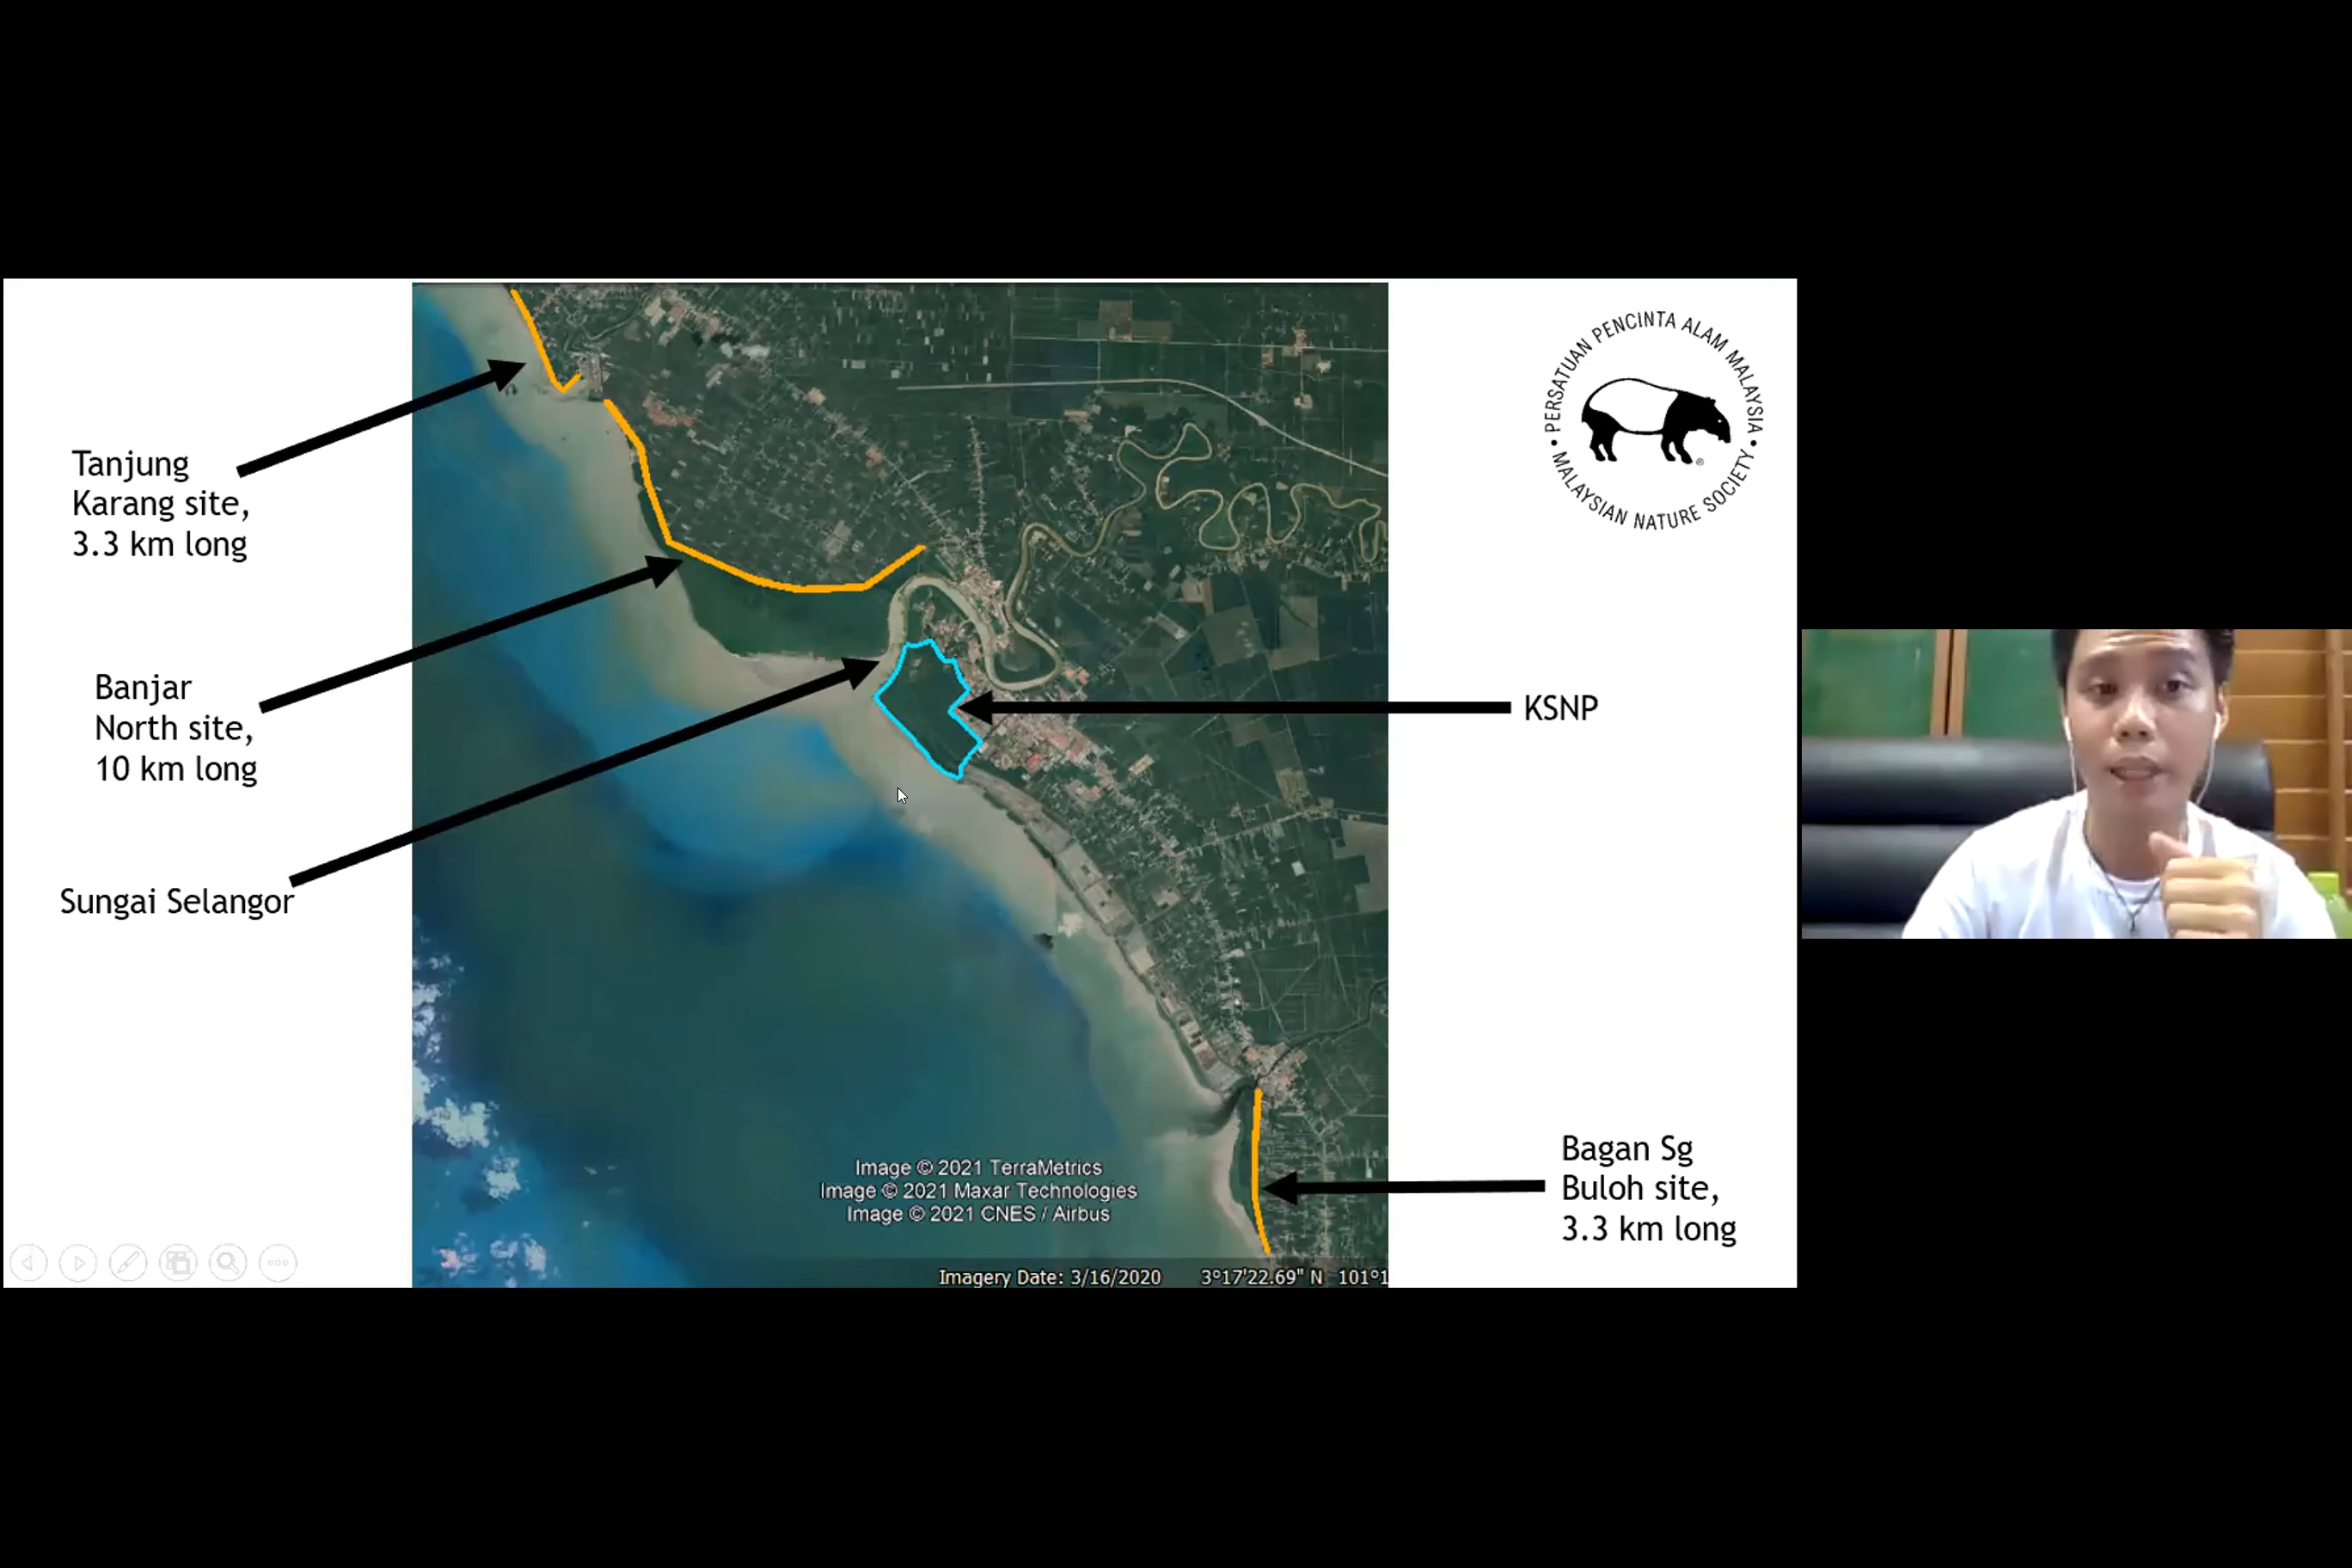 Tanjung
Karang site,
3.3 km long
Banjar
North site,
10 km long
Sungai Selangor
• PERSATUAN PENCINTA ALAM MALAYSIA •
MALAYSIAN NATURE SOCIETY
®
KSNP
Bagan Sg
Buloh site,
3.3 km long
Image © 2021 TerraMetrics
Image © 2021 Maxar Technologies
Image © 2021 CNES / Airbus
Imagery Date: 3/16/2020 3°17'22.69" N 101°1